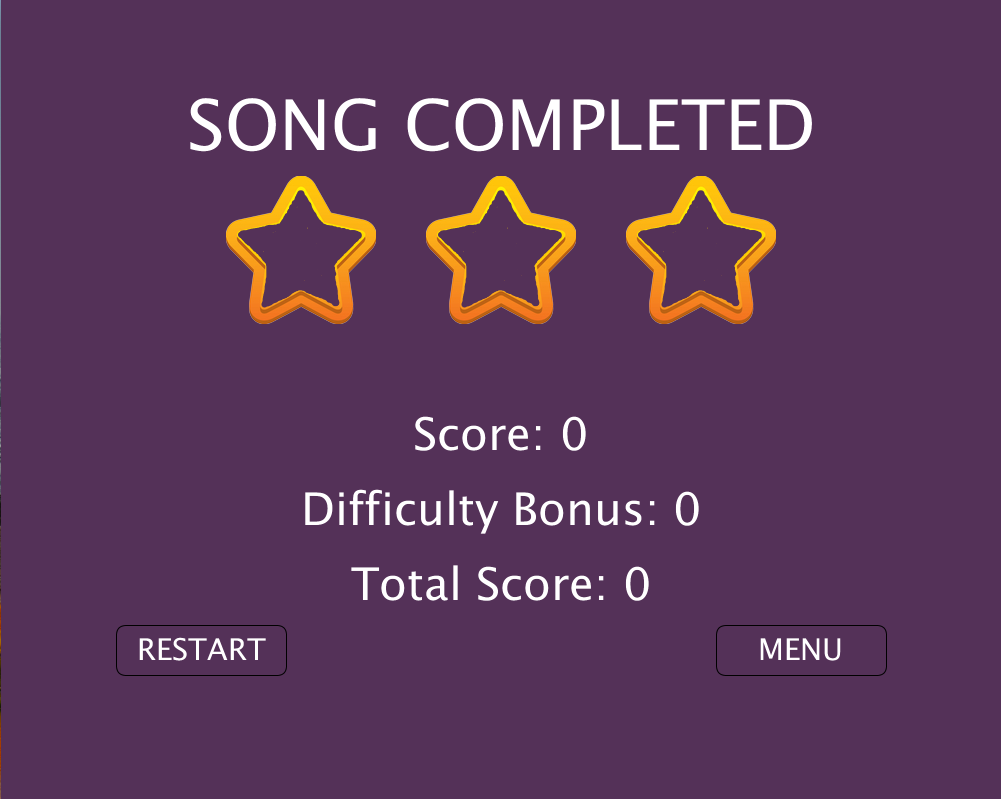 SONG COMPLETED
Score: 0
Difficulty Bonus: 0
Total Score: 0
RESTART
MENU